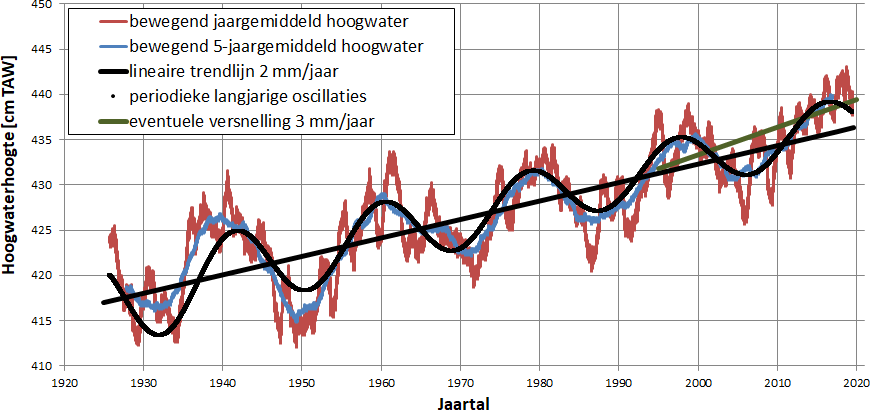 bewegend jaargemiddeld hoogwater
bewegend 5-jaargemiddeld hoogwater
lineaire trendlijn 2 mm/jaar
periodieke langjarige oscillaties
eventuele versnelling 3 mm/jaar
Hoogwaterhoogte [cm TAW]
450
445
440
435
430
425
420
415
410
1920 1930 1940 1950 1960 1970 1980 1990 2000 2010 2020
Jaartal